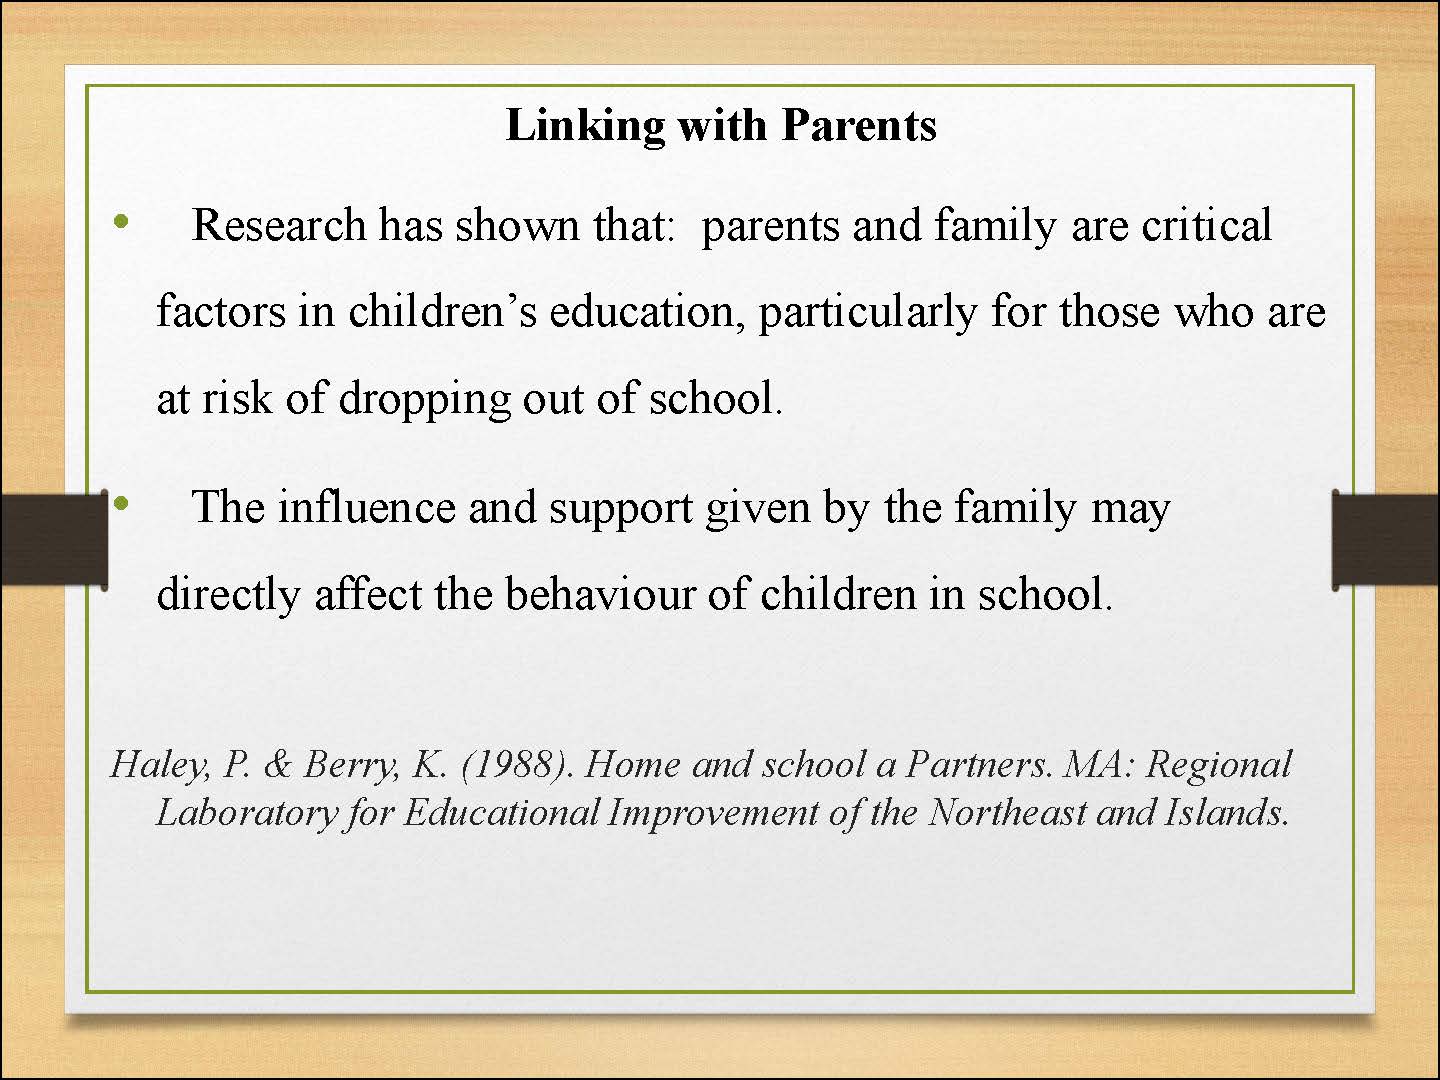 Linking with Parents
• Research has shown that: parents and family are critical
factors in children’s education, particularly for those who are
at risk of dropping out of school.
• The influence and support given by the family may
directly affect the behaviour of children in school.
Haley, P. & Berry, K. (1988). Home and school a Partners. MA: Regional
Laboratory for Educational Improvement of the Northeast and Islands.